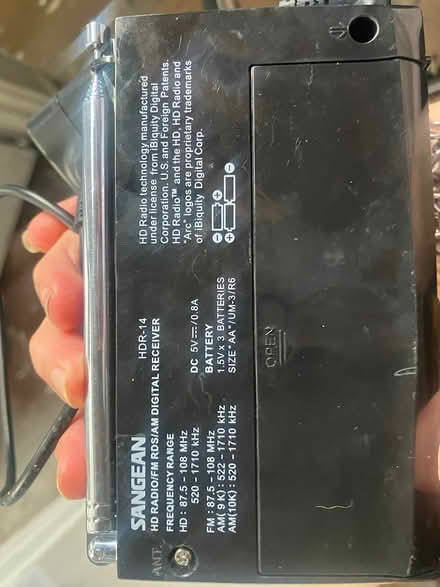 SANGEAN
HD RADIO/FM RDS/AM DIGITAL RECEIVER
HDR-14
FREQUENCY RANGE
HD : 87.5 - 108 MHz
520 - 1710 kHz
FM : 87.5 - 108 MHz
AM( 9K) : 522 - 1710 kHz
AM(10K) : 520 - 1710 kHz
DC 5V⎓/0.8A
BATTERY
1.5V x 3 BATTERIES
SIZE "AA"/UM-3/R6
HD Radio technology manufactured
under license from iBiquity Digital
Corporation. U.S. and Foreign Patents.
HD Radio™ and the HD, HD Radio and
"Arc" logos are proprietary trademarks
of iBiquity Digital Corp.
ANT.
OPEN